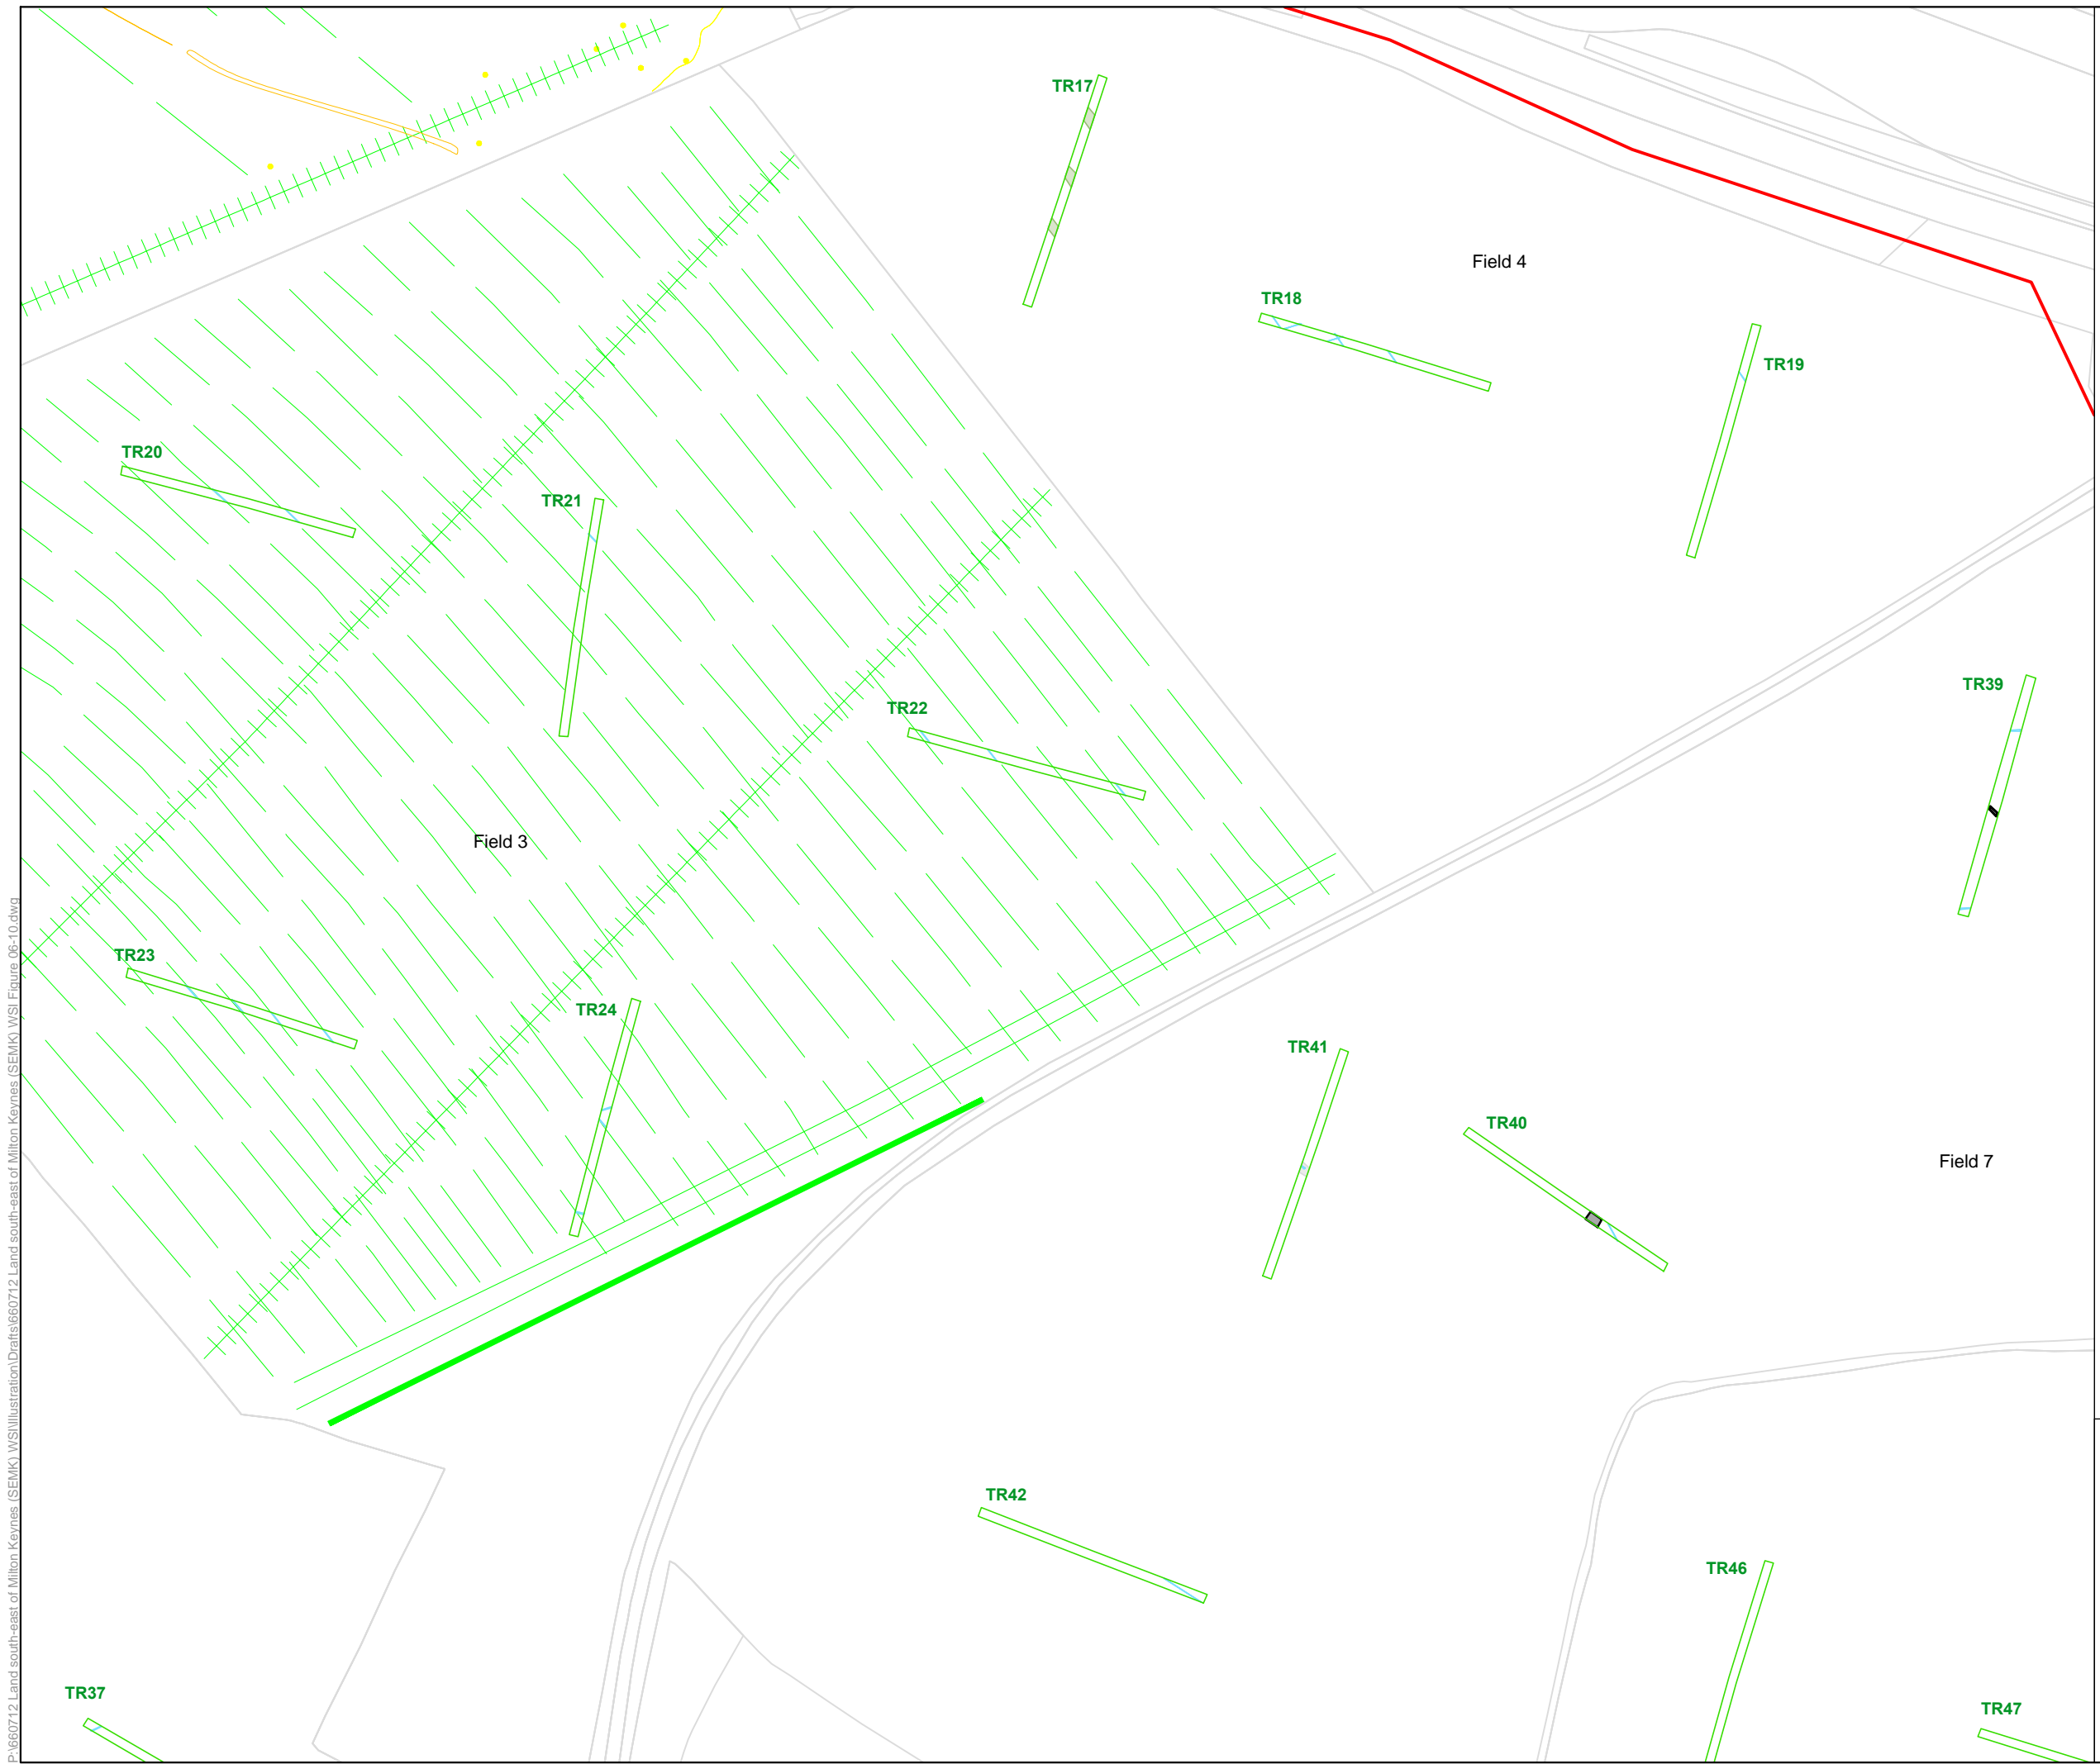 TR17
Field 4
TR18
TR19
TR20
TR21
TR39
TR22
Field 3
TR23
TR24
TR41
TR40
Field 7
TR42
TR46
TR37
TR47
P:\660712 Land south-east of Milton Keynes (SEMK) WSI\Illustration\Drafts\660712 Land south-east of Milton Keynes (SEMK) WSI Figure 06-10.dwg